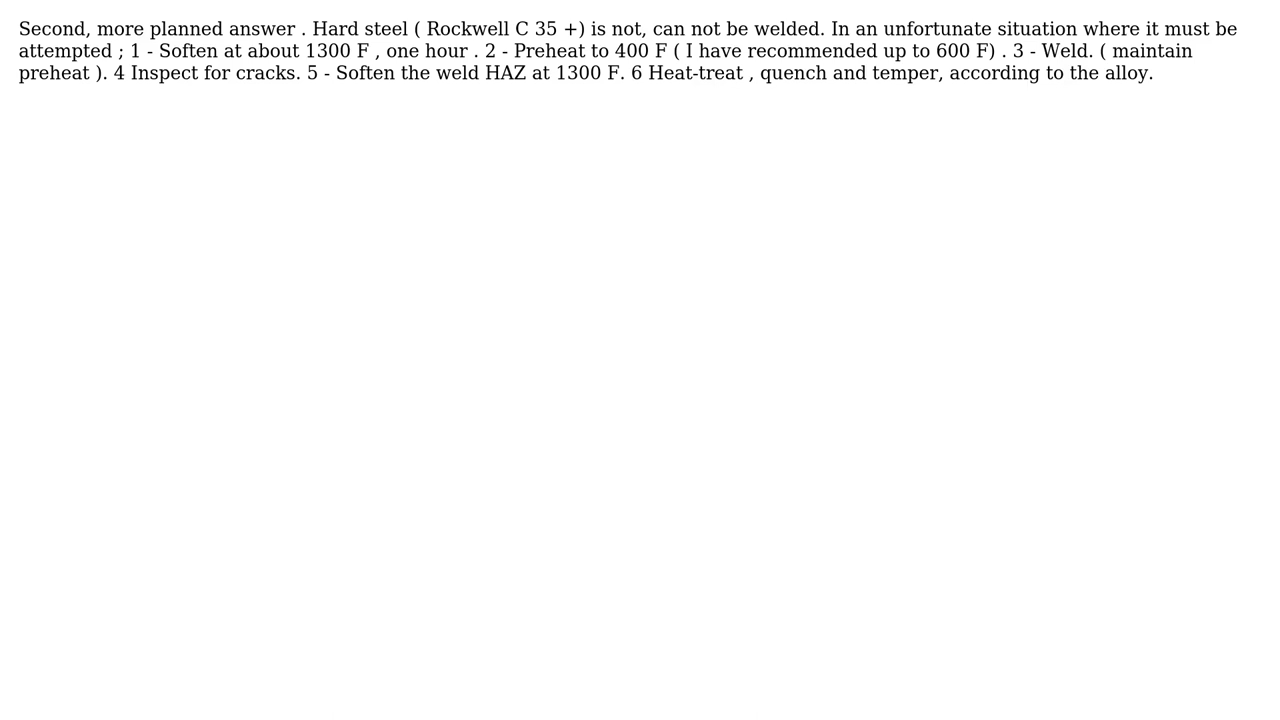 Second, more planned answer . Hard steel ( Rockwell C 35 +) is not, can not be welded. In an unfortunate situation where it must be
attempted ; 1 - Soften at about 1300 F , one hour . 2 - Preheat to 400 F ( I have recommended up to 600 F) . 3 - Weld. ( maintain
preheat ). 4 Inspect for cracks. 5 - Soften the weld HAZ at 1300 F. 6 Heat-treat , quench and temper, according to the alloy.